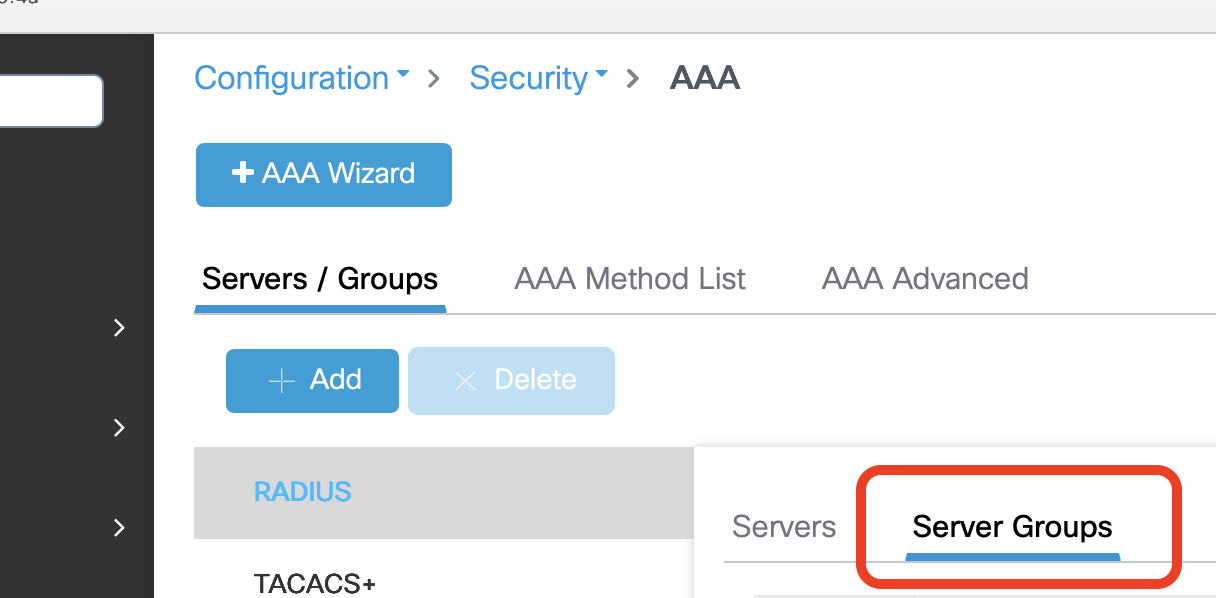 Configuration > Security > AAA
+ AAA Wizard
Servers / Groups AAA Method List AAA Advanced
+ Add × Delete
RADIUS
Servers Server Groups
TACACS+